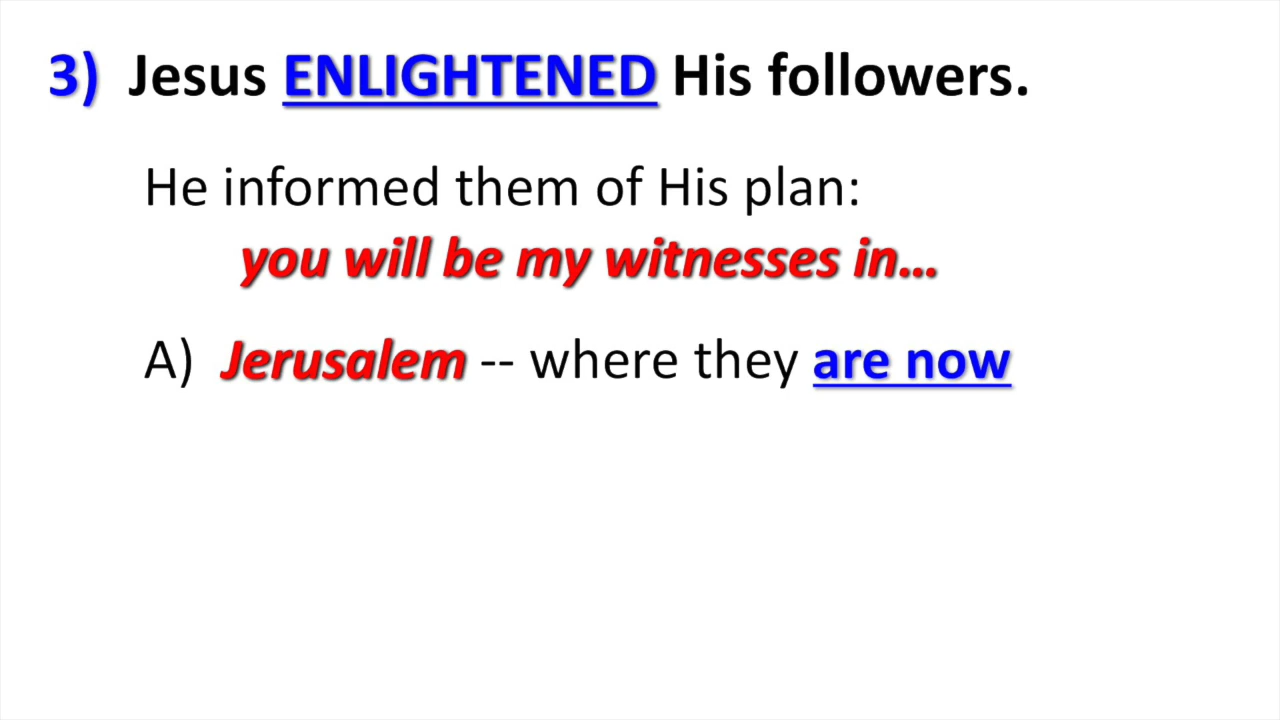 3) Jesus ENLIGHTENED His followers.
He informed them of His plan:
you will be my witnesses in...
A) Jerusalem -- where they are now